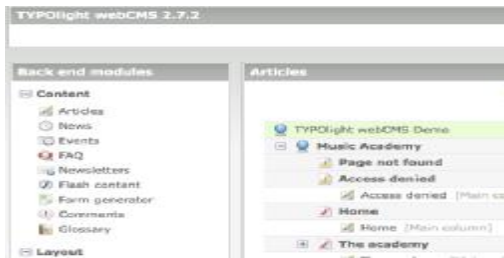 TYPOlight webCMS 2.7.2
Back end modules
Content
Articles
News
Events
FAQ
Newsletters
Flash content
Form generator
Comments
Glossary
Layout
Articles
TYPOlight webCMS Demo
Music Academy
Page not found
Access denied
Access denied [Main co
Home
Home [Main column]
The academy